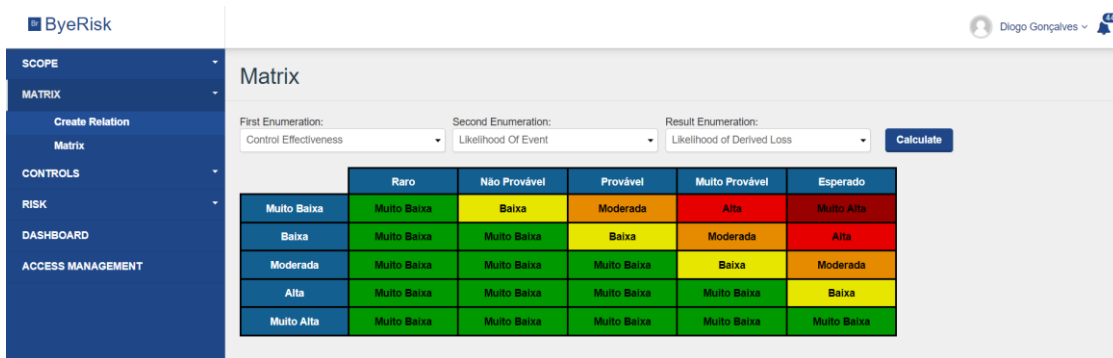 Br ByeRisk
Diogo Gonçalves
SCOPE
MATRIX
Create Relation
Matrix
CONTROLS
RISK
DASHBOARD
ACCESS MANAGEMENT
Matrix
First Enumeration: Second Enumeration: Result Enumeration:
Control Effectiveness Likelihood Of Event Likelihood of Derived Loss Calculate
Raro Não Provável Provável Muito Provável Esperado
Muito Baixa Muito Baixa Baixa Moderada Alta Muito Alta
Baixa Muito Baixa Muito Baixa Baixa Moderada Alta
Moderada Muito Baixa Muito Baixa Muito Baixa Baixa Moderada
Alta Muito Baixa Muito Baixa Muito Baixa Muito Baixa Baixa
Muito Alta Muito Baixa Muito Baixa Muito Baixa Muito Baixa Muito Baixa